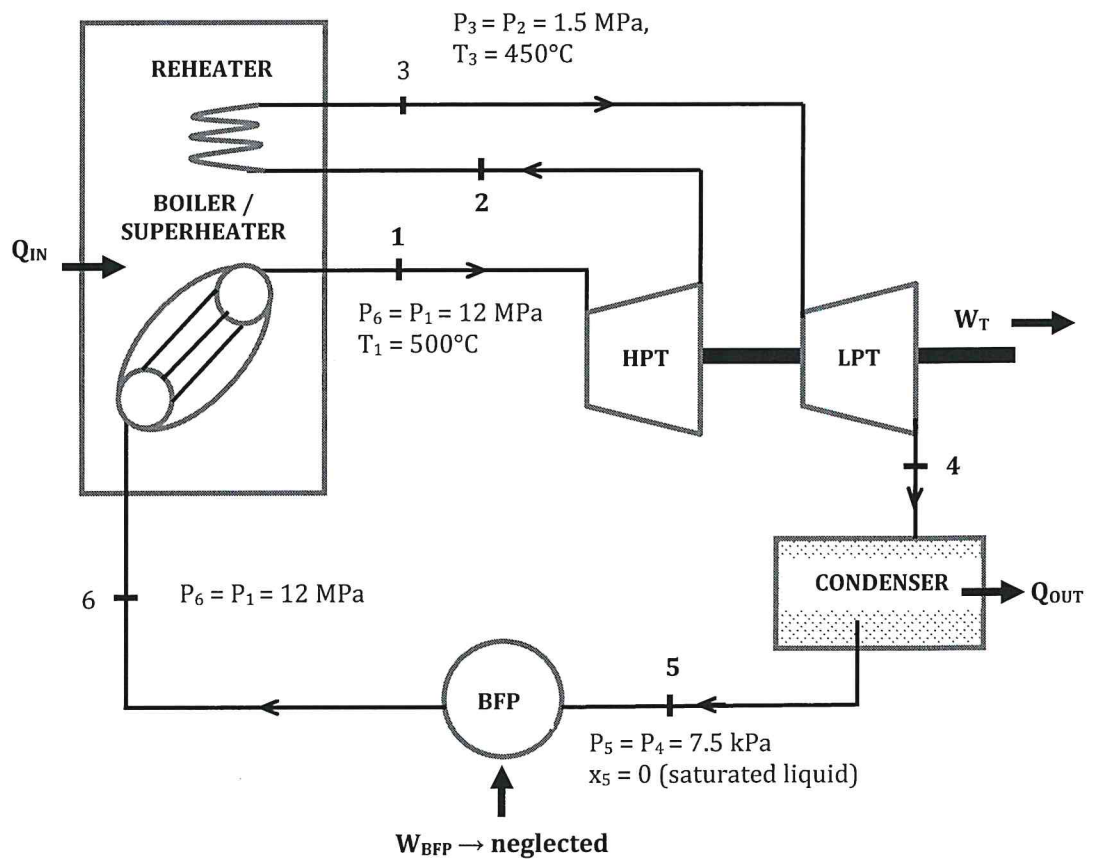 P₃ = P₂ = 1.5 MPa,
T₃ = 450°C
REHEATER
3
2
BOILER /
SUPERHEATER
1
Q_IN
P₆ = P₁ = 12 MPa
T₁ = 500°C
HPT
LPT
W_T
4
CONDENSER
Q_OUT
6
P₆ = P₁ = 12 MPa
5
BFP
P₅ = P₄ = 7.5 kPa
x₅ = 0 (saturated liquid)
W_BFP → neglected